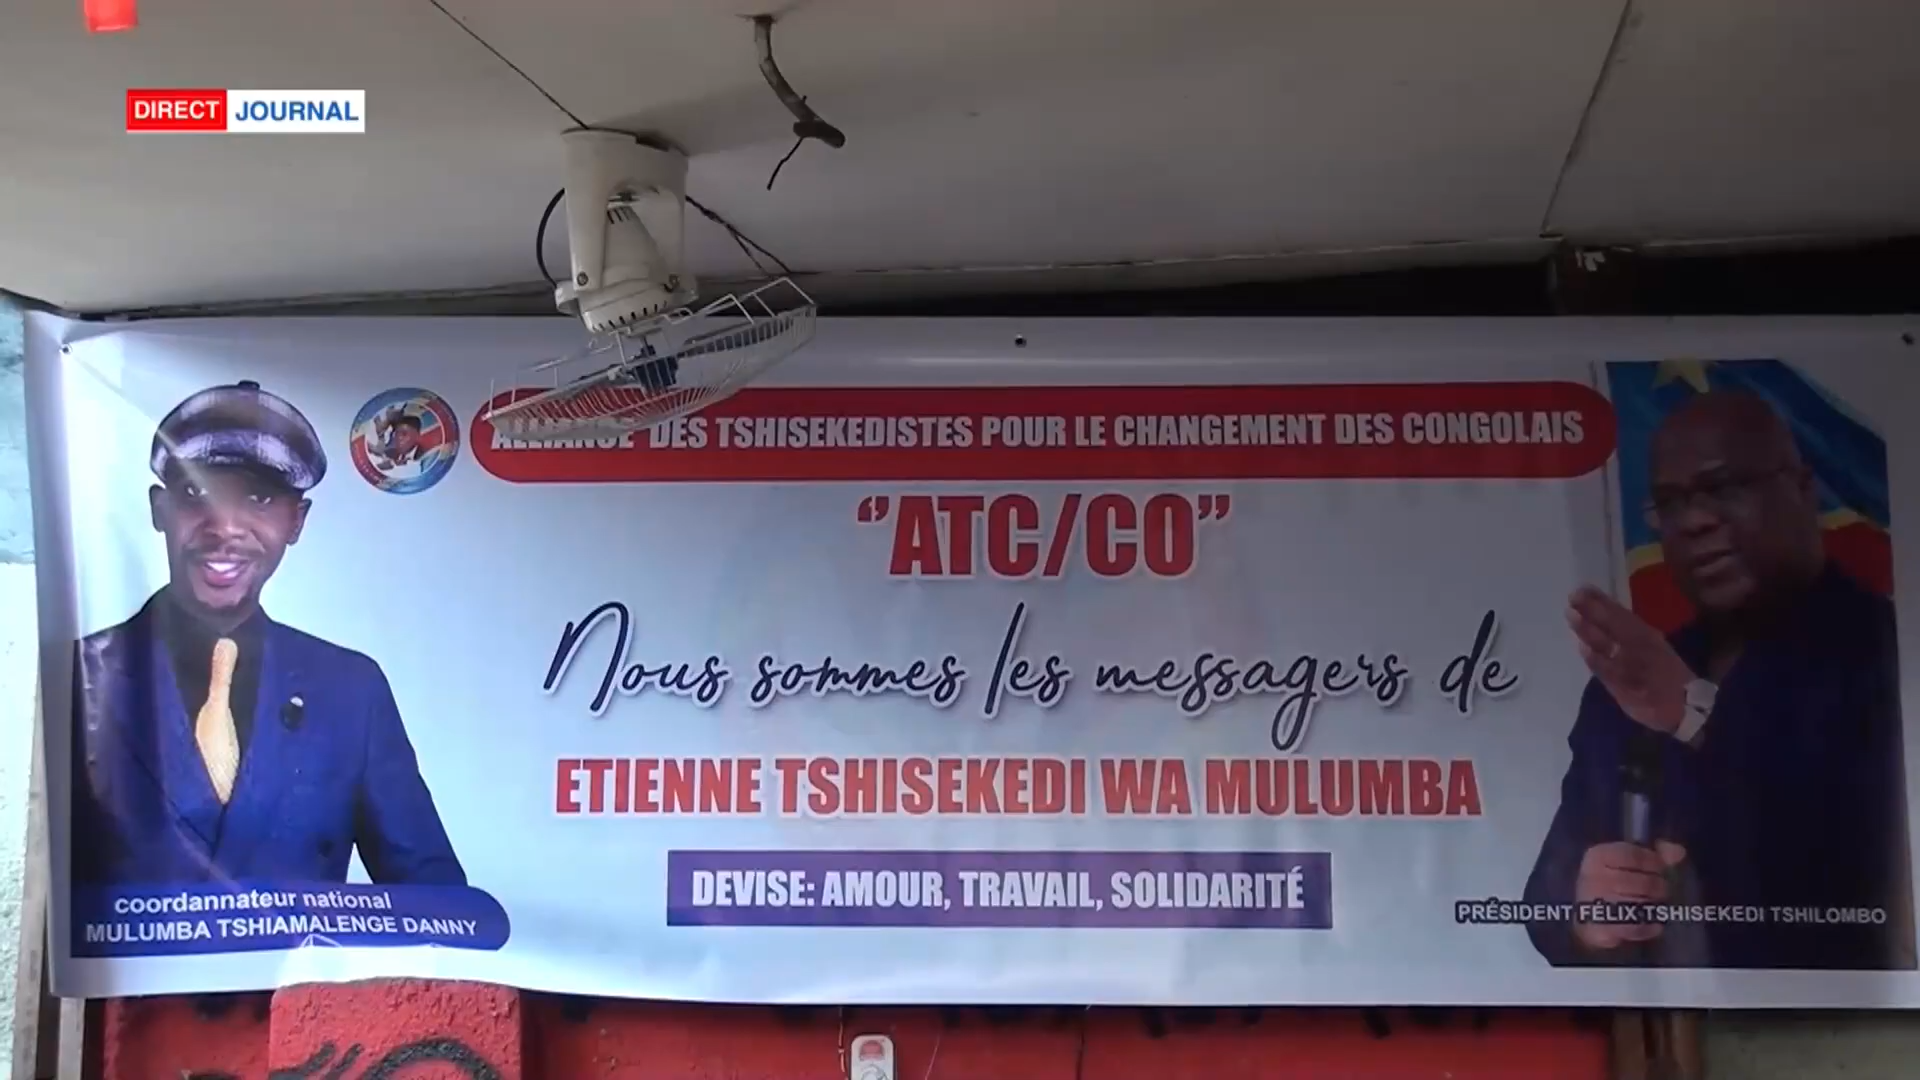 DIRECT JOURNAL
ALLIANCE DES TSHISEKEDISTES POUR LE CHANGEMENT DES CONGOLAIS
‘’ATC/CO’’
Nous sommes les messagers de
ETIENNE TSHISEKEDI WA MULUMBA
DEVISE: AMOUR, TRAVAIL, SOLIDARITÉ
coordannateur national
MULUMBA TSHIAMALENGE DANNY
PRÉSIDENT FÉLIX TSHISEKEDI TSHILOMBO